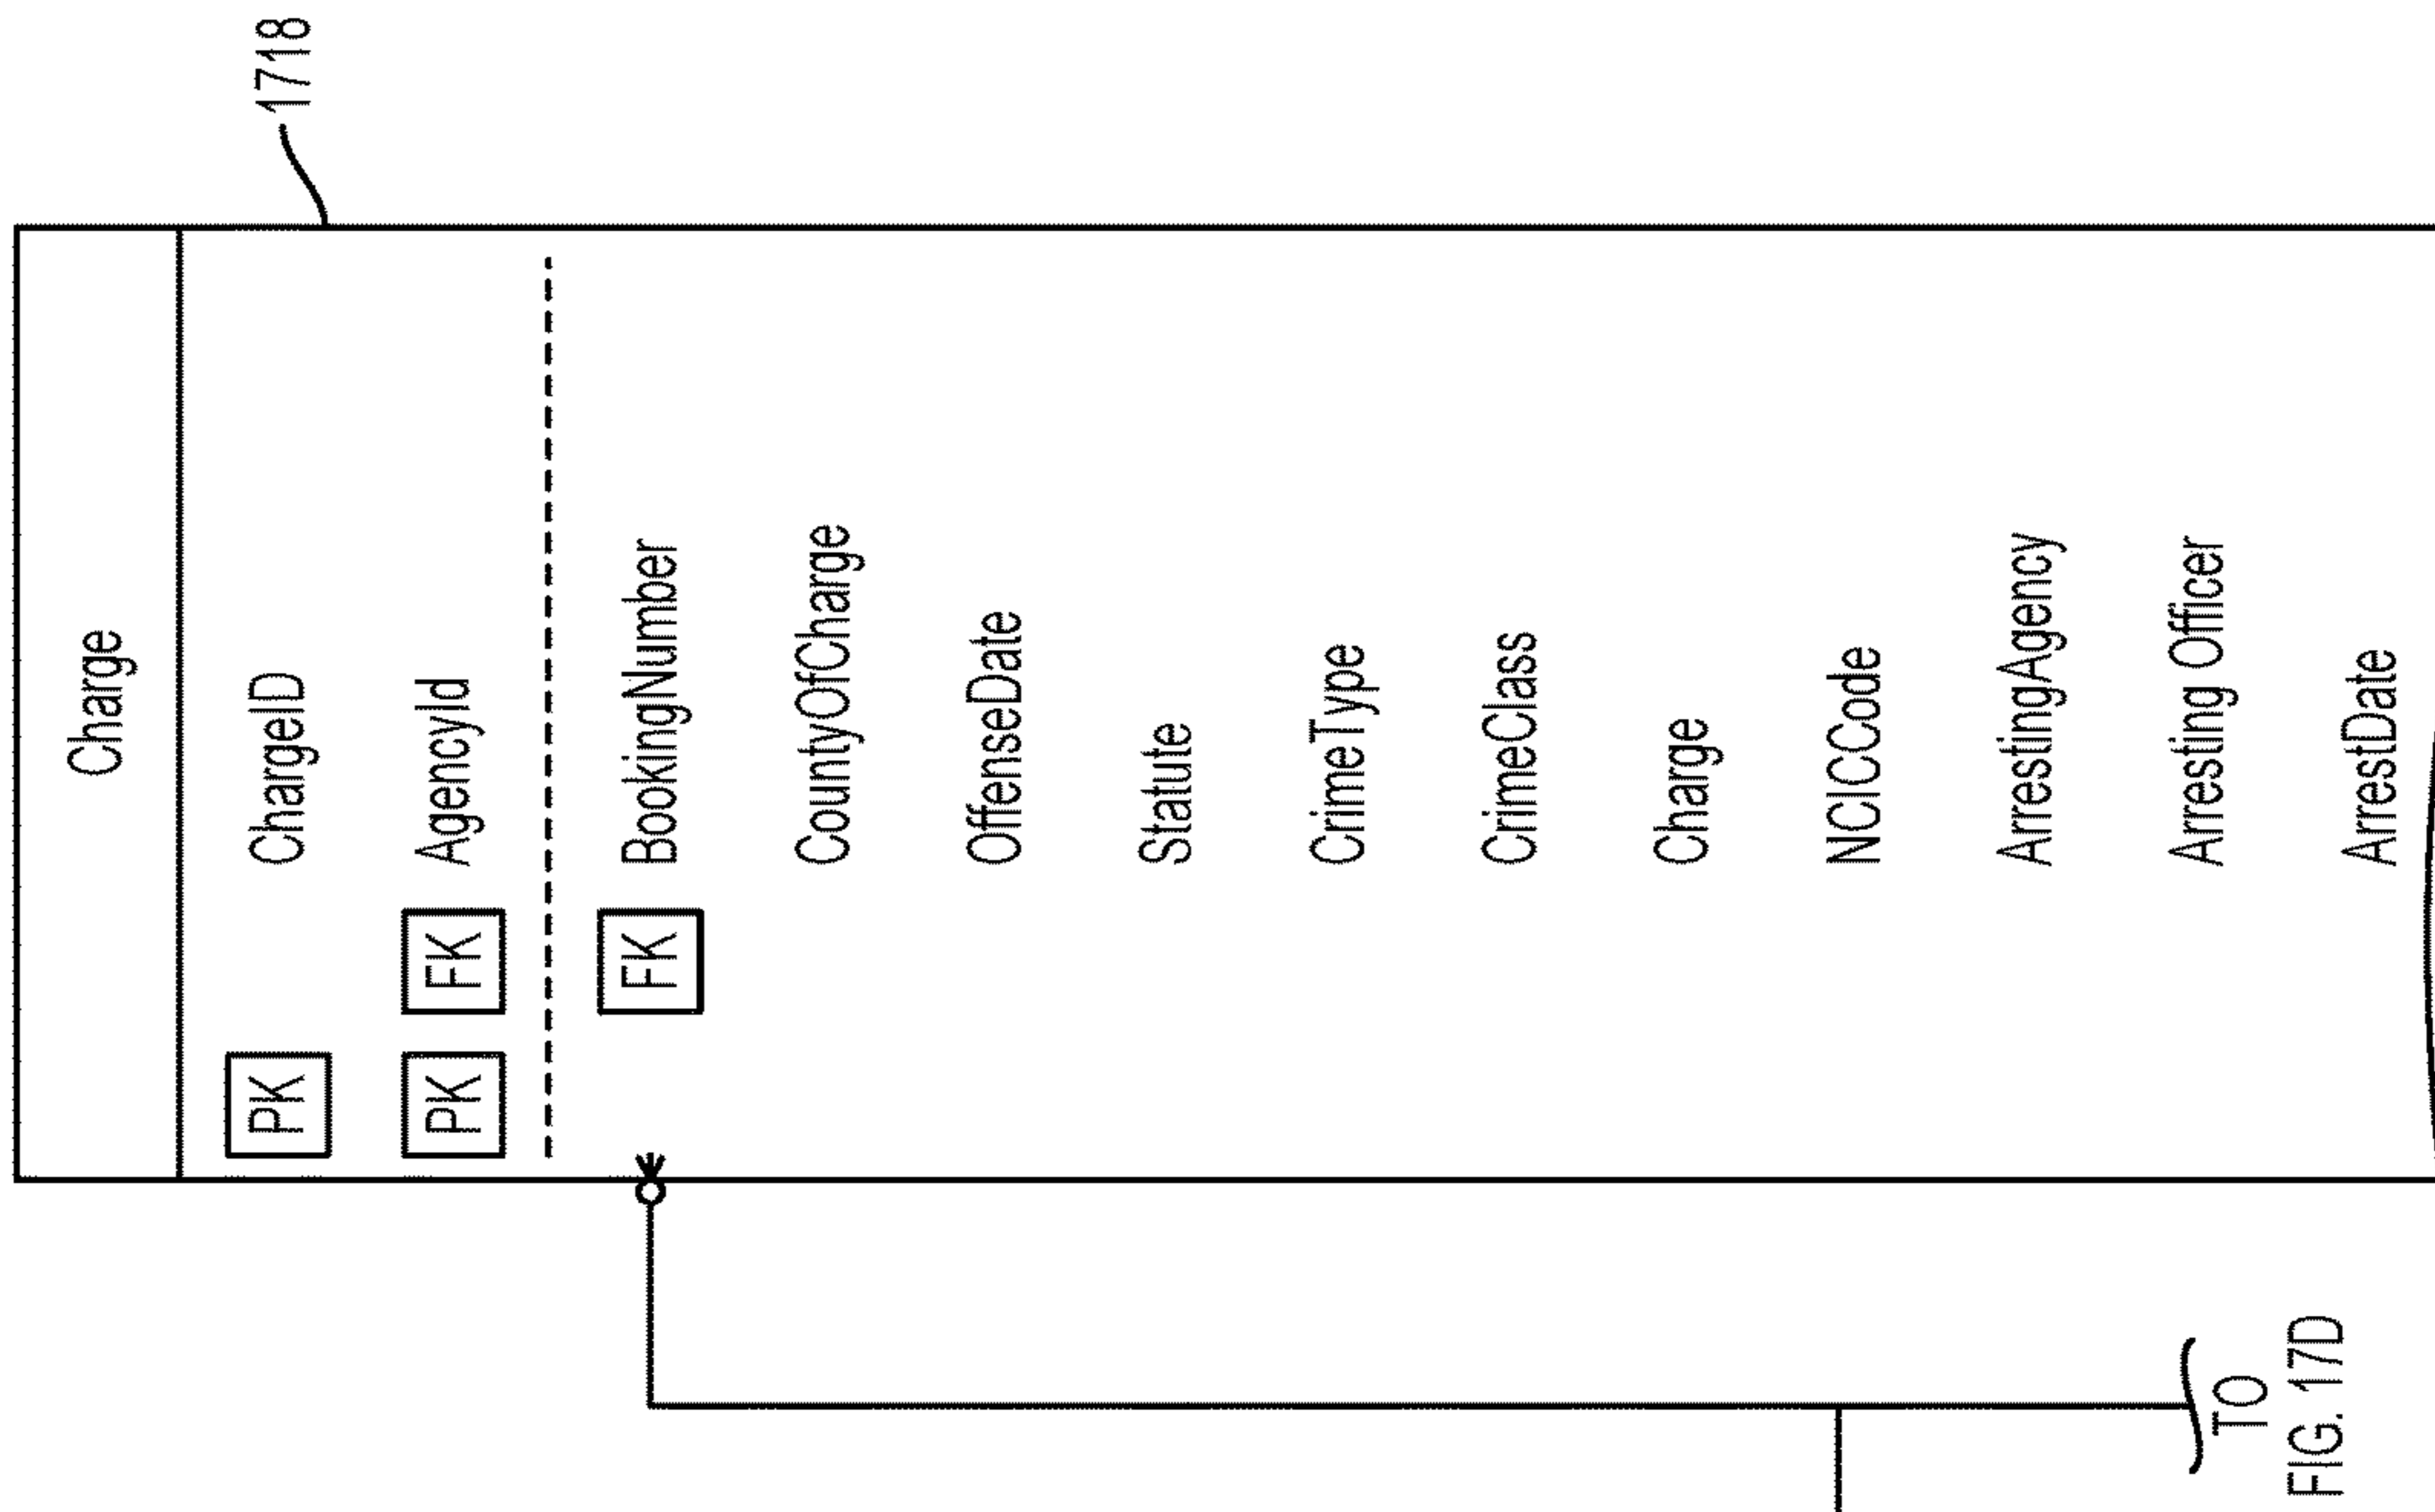 1718
Charge
PK ChargeID
PK FK AgencyId
FK BookingNumber
CountyOfCharge
OffenseDate
Statute
CrimeType
CrimeClass
Charge
NCICCode
ArrestingAgency
Arresting Officer
ArrestDate
TO
FIG. 17D